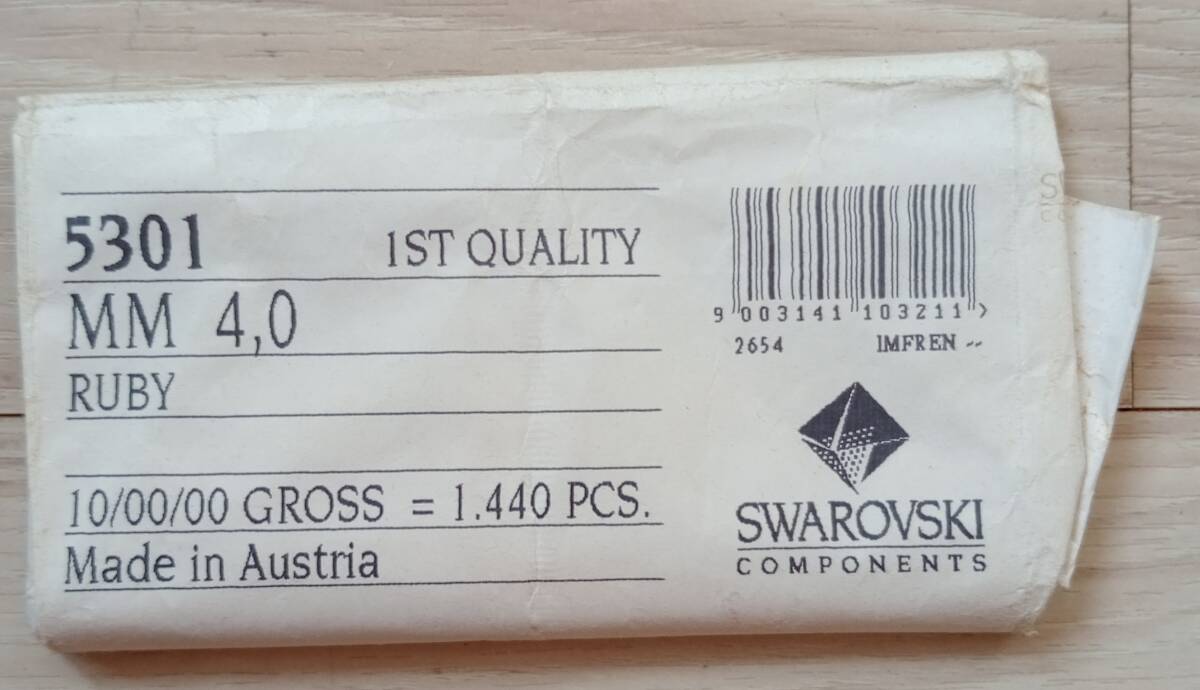 5301 1ST QUALITY
MM 4,0
RUBY
10/00/00 GROSS = 1.440 PCS.
Made in Austria
9 003141 103211 >
2654 IMFREN --
SWAROVSKI
COMPONENTS